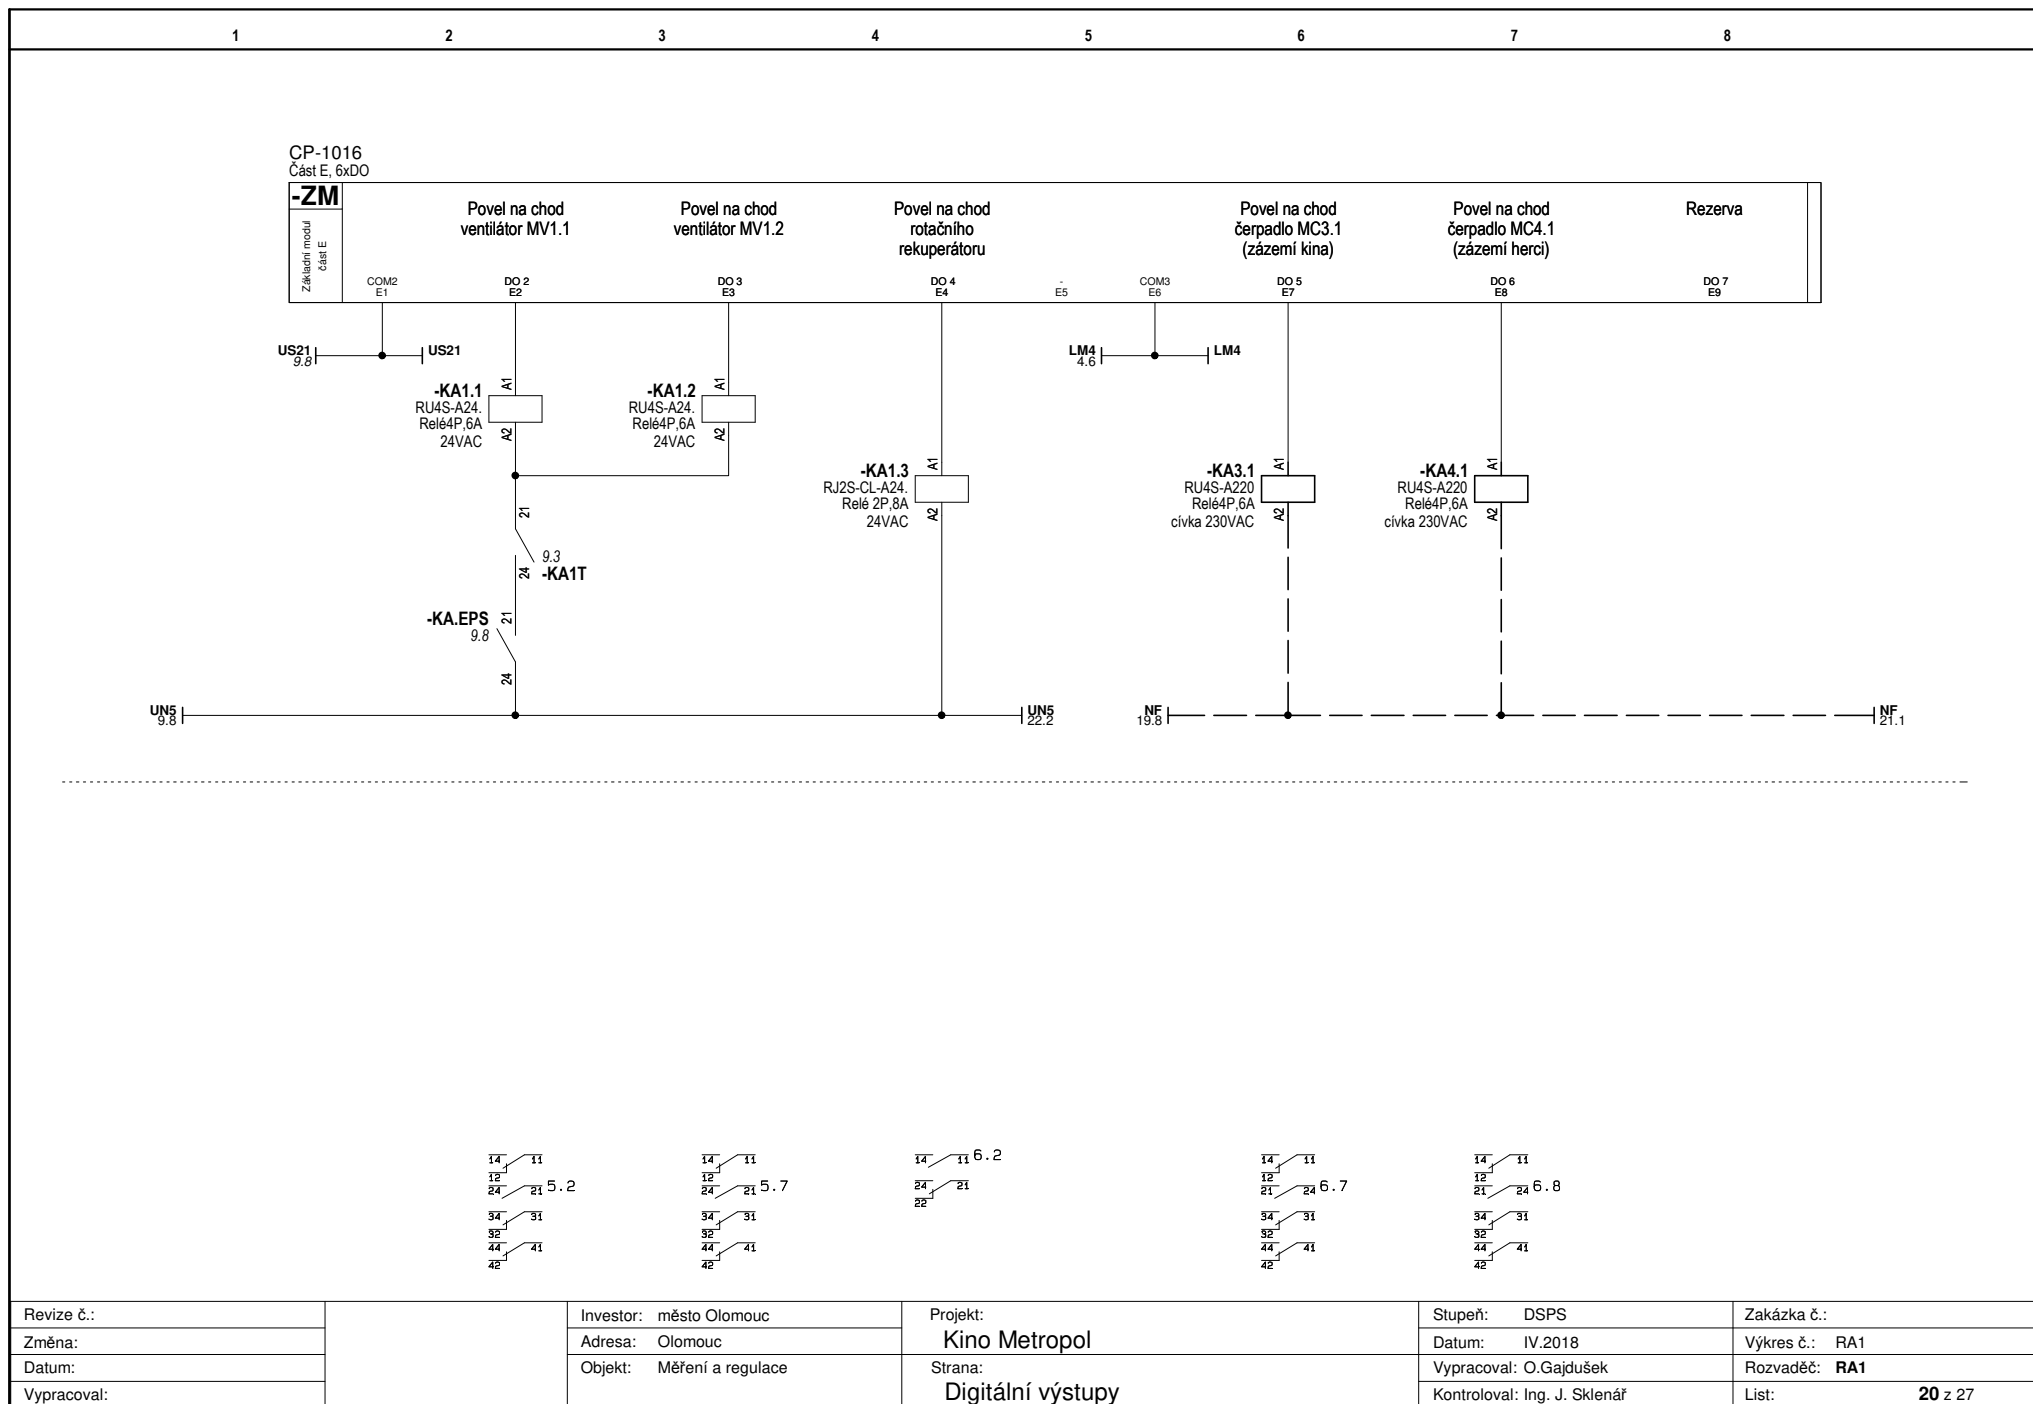 1 2 3 4 5 6 7 8
CP-1016
Část E, 6xDO
-ZM
Základní modul
část E
Povel na chod
ventilátor MV1.1
Povel na chod
ventilátor MV1.2
Povel na chod
rotačního
rekuperátoru
Povel na chod
čerpadlo MC3.1
(zázemí kina)
Povel na chod
čerpadlo MC4.1
(zázemí herci)
Rezerva
COM2 DO 2 DO 3 DO 4 - COM3 DO 5 DO 6 DO 7
E1 E2 E3 E4 E5 E6 E7 E8 E9
US21 US21
9.8
LM4 LM4
4.6
A1
-KA1.1
RU4S-A24.
Relé4P,6A
24VAC
A2
A1
-KA1.2
RU4S-A24.
Relé4P,6A
24VAC
A2
A1
-KA1.3
RJ2S-CL-A24.
Relé 2P,8A
24VAC
A2
A1
-KA3.1
RU4S-A220
Relé4P,6A
cívka 230VAC
A2
A1
-KA4.1
RU4S-A220
Relé4P,6A
cívka 230VAC
A2
21
9.3
24 -KA1T
-KA.EPS 21
9.8
24
UN5 UN5
9.8 22.2
NF NF
19.8 21.1
14 11
12
24 21 5.2
34 31
32
44 41
42
14 11
12
24 21 5.7
34 31
32
44 41
42
14 11 6.2
24 21
22
14 11
12
21 24 6.7
34 31
32
44 41
42
14 11
12
21 24 6.8
34 31
32
44 41
42
Revize č.:
Změna:
Datum:
Vypracoval:
Investor: město Olomouc
Adresa: Olomouc
Objekt: Měření a regulace
Projekt:
Kino Metropol
Strana:
Digitální výstupy
Stupeň: DSPS
Datum: IV.2018
Vypracoval: O.Gajdušek
Kontroloval: Ing. J. Sklenář
Zakázka č.:
Výkres č.: RA1
Rozvaděč: RA1
List: 20 z 27